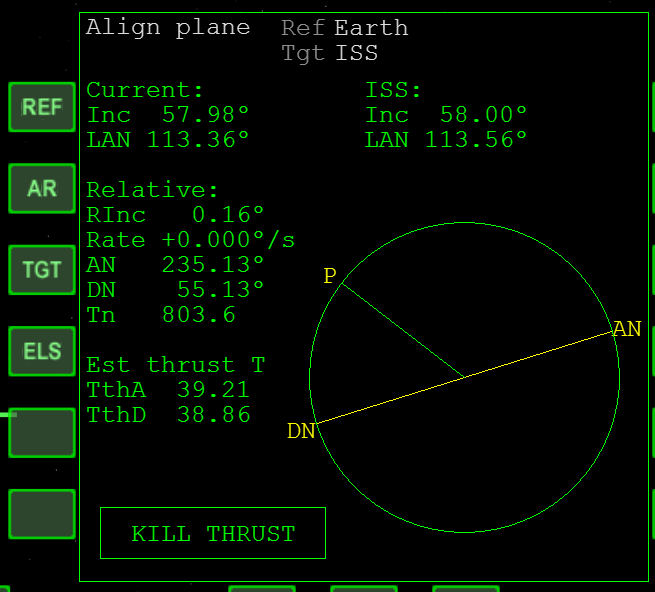 Align plane Ref Earth
Tgt ISS
Current: ISS:
Inc 57.98° Inc 58.00°
LAN 113.36° LAN 113.56°
Relative:
RInc 0.16°
Rate +0.000°/s
AN 235.13°
DN 55.13°
Tn 803.6
Est thrust T
TthA 39.21
TthD 38.86
KILL THRUST
P
AN
DN
REF
AR
TGT
ELS